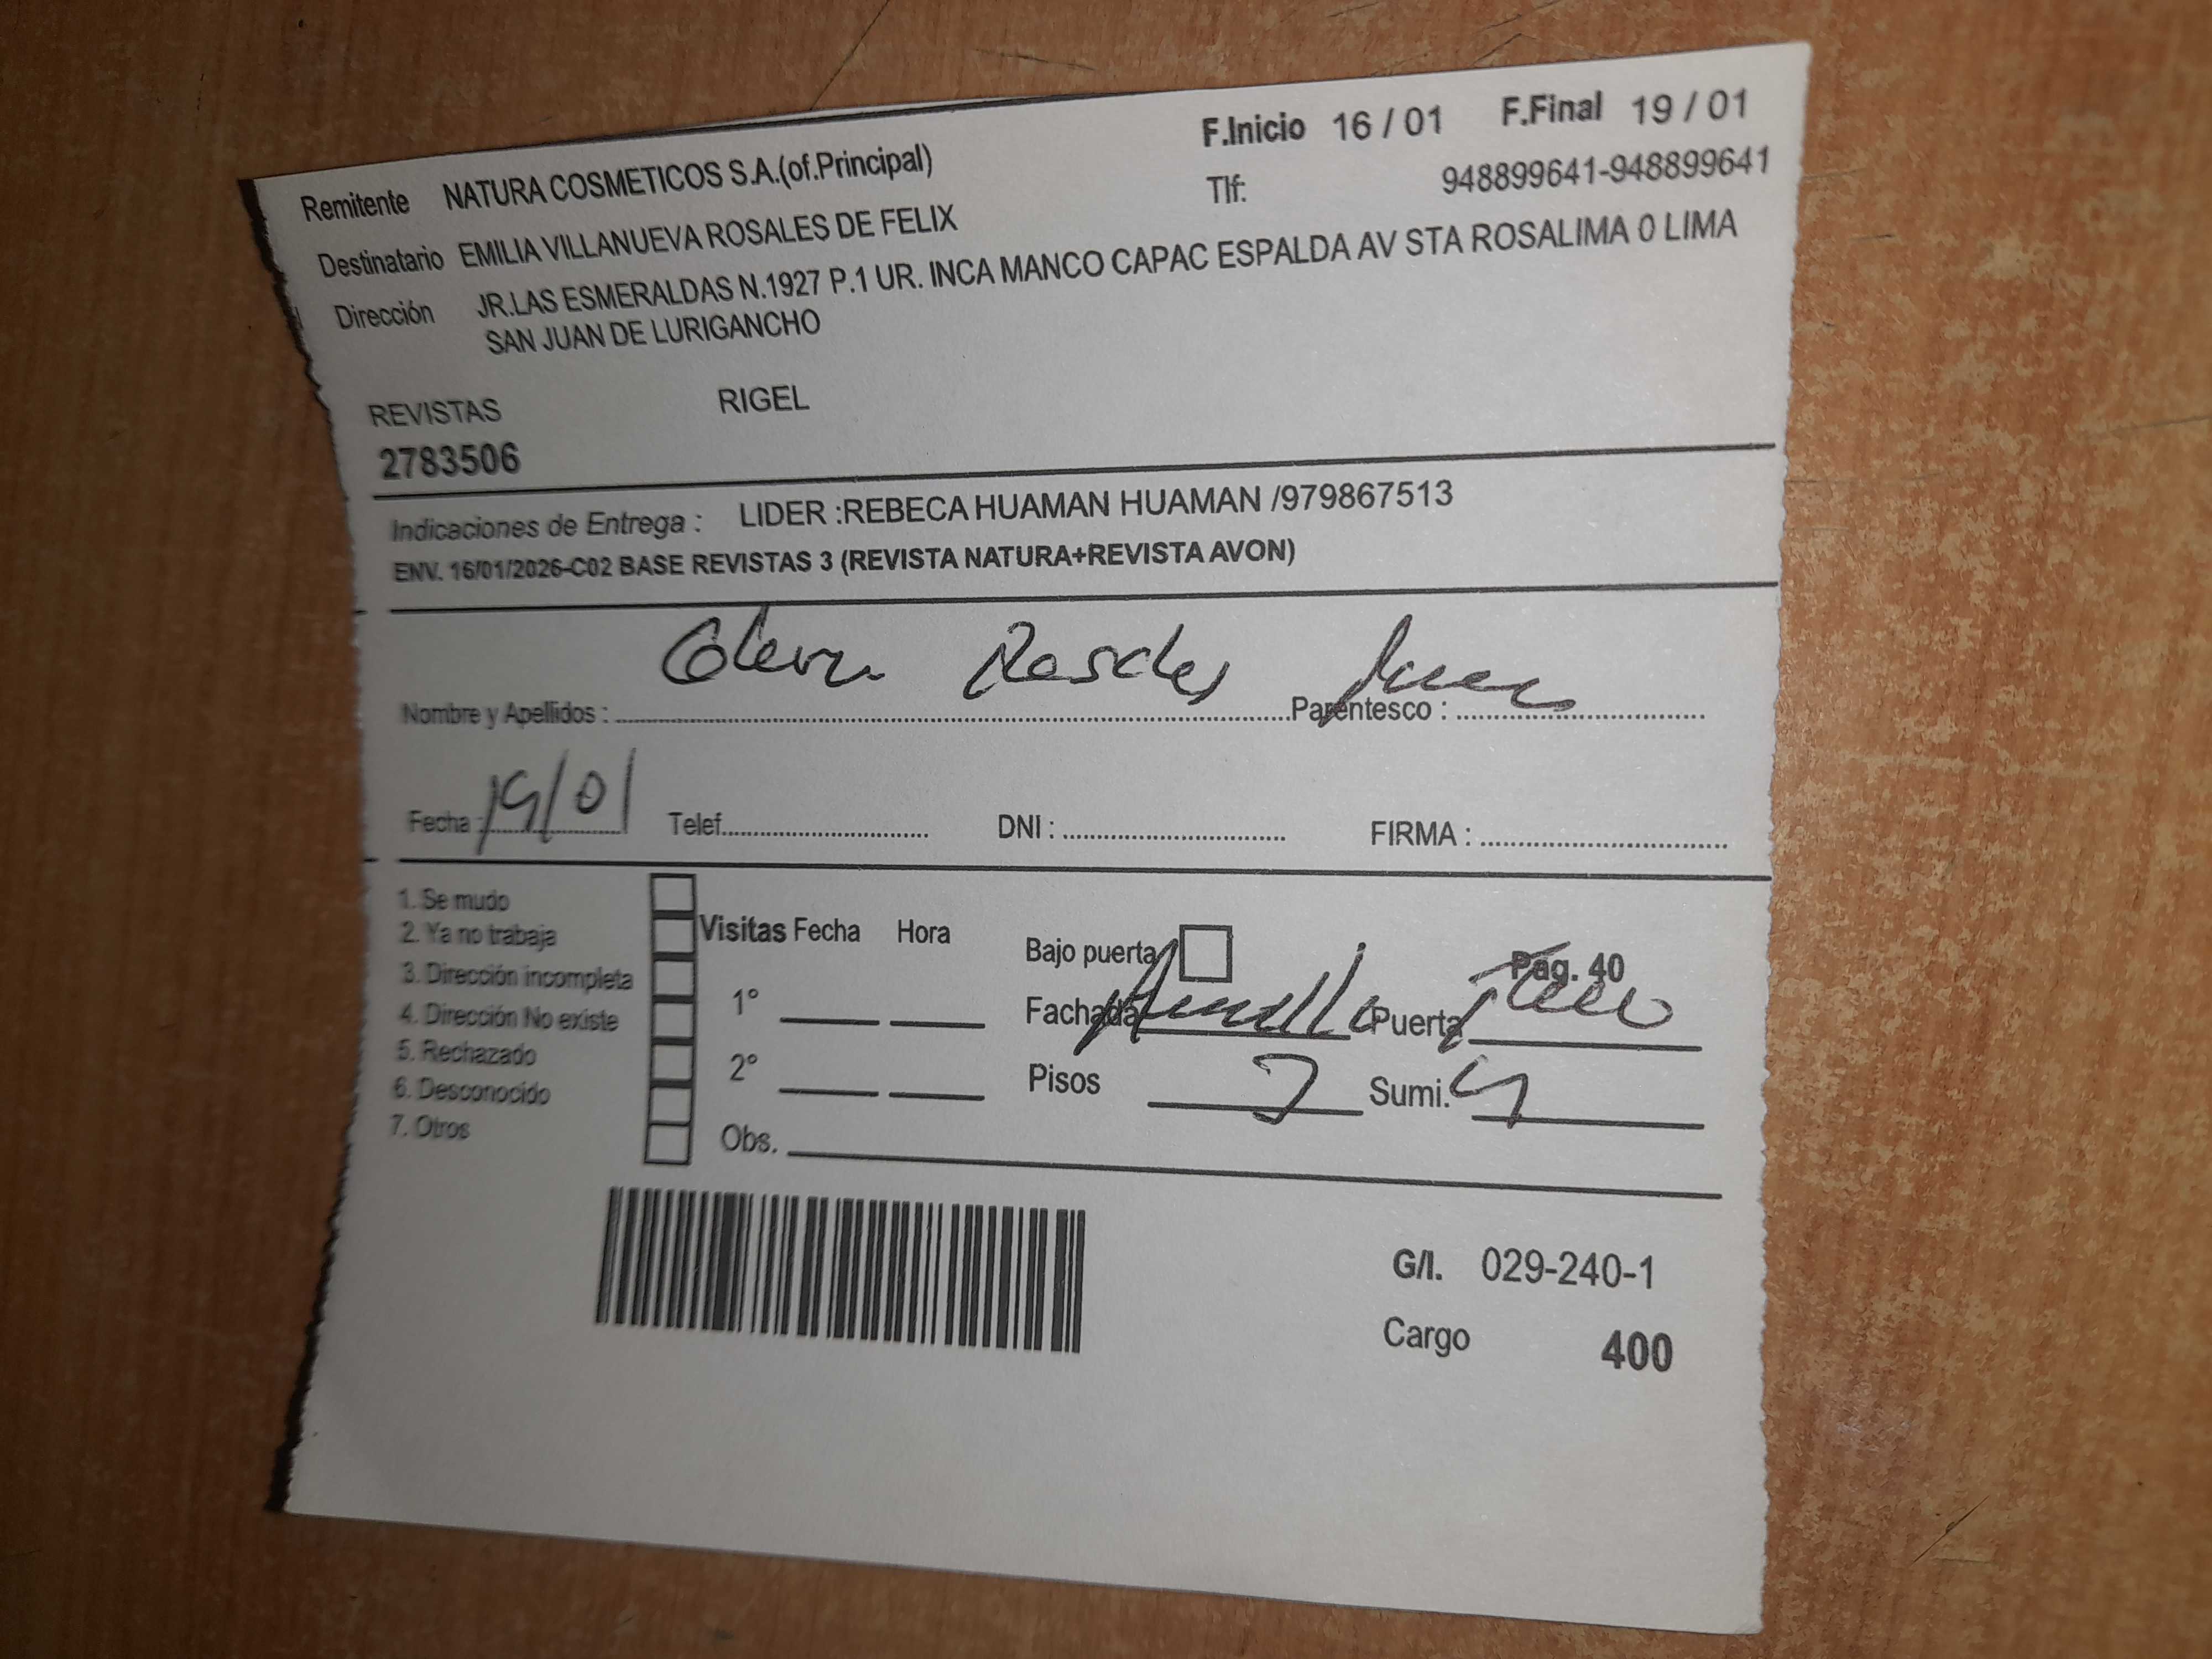 F.Inicio 16 / 01 F.Final 19 / 01
Remitente NATURA COSMETICOS S.A.(of.Principal) Tlf: 948899641-948899641
Destinatario EMILIA VILLANUEVA ROSALES DE FELIX
Dirección JR.LAS ESMERALDAS N.1927 P.1 UR. INCA MANCO CAPAC ESPALDA AV STA ROSALIMA 0 LIMA
SAN JUAN DE LURIGANCHO
REVISTAS RIGEL
2783506
Indicaciones de Entrega : LIDER :REBECA HUAMAN HUAMAN /979867513
ENV. 16/01/2026-C02 BASE REVISTAS 3 (REVISTA NATURA+REVISTA AVON)
Rosales
Nombre y Apellidos : Parentesco :
Fecha : 19/01 Telef. DNI : FIRMA :
1. Se mudo
2. Ya no trabaja
3. Dirección incompleta
4. Dirección No existe
5. Rechazado
6. Desconocido
7. Otros
Visitas Fecha Hora
1°
2°
Obs.
Bajo puerta Pag. 40
Fachada Puerta
Pisos 2 Sumi. 4
G/I. 029-240-1
Cargo 400